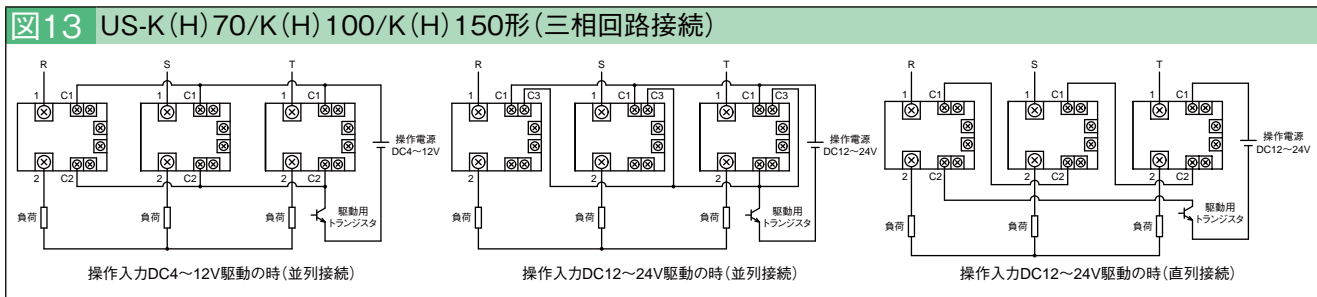 図13 US-K(H)70/K(H)100/K(H)150形(三相回路接続)
R S T
1 C1 1 C1 1 C1
操作電源
DC4～12V
2 C2 2 C2 2 C2
負荷 負荷 負荷
駆動用
トランジスタ
操作入力DC4～12V駆動の時(並列接続)
R S T
1 C1 C3 1 C1 C3 1 C1 C3
操作電源
DC12～24V
2 2 2
負荷 負荷 負荷
駆動用
トランジスタ
操作入力DC12～24V駆動の時(並列接続)
R S T
1 C1 1 C1 1 C1
操作電源
DC12～24V
2 C2 2 C2 2 C2
負荷 負荷 負荷
駆動用
トランジスタ
操作入力DC12～24V駆動の時(直列接続)